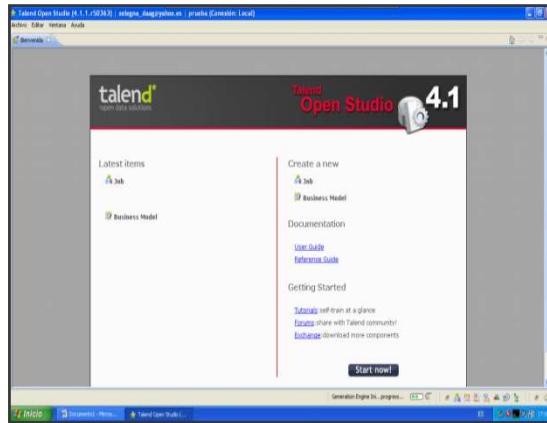 Talend Open Studio (4.1.1.r50363) | prueba (Conexión: Local)
Archivo Editar Ventana Ayuda
Bienvenida
talend*
*open data solutions
Talend
Open Studio 4.1
Latest items
Job
Business Model
Create a new
Job
Business Model
Documentation
User Guide
Reference Guide
Getting Started
Tutorials: self-train at a glance
Forums: share with Talend community!
Exchange: download more components
Start now!
Generation Engine Ini...progress...
Inicio
Talend Open Studio (...
ES